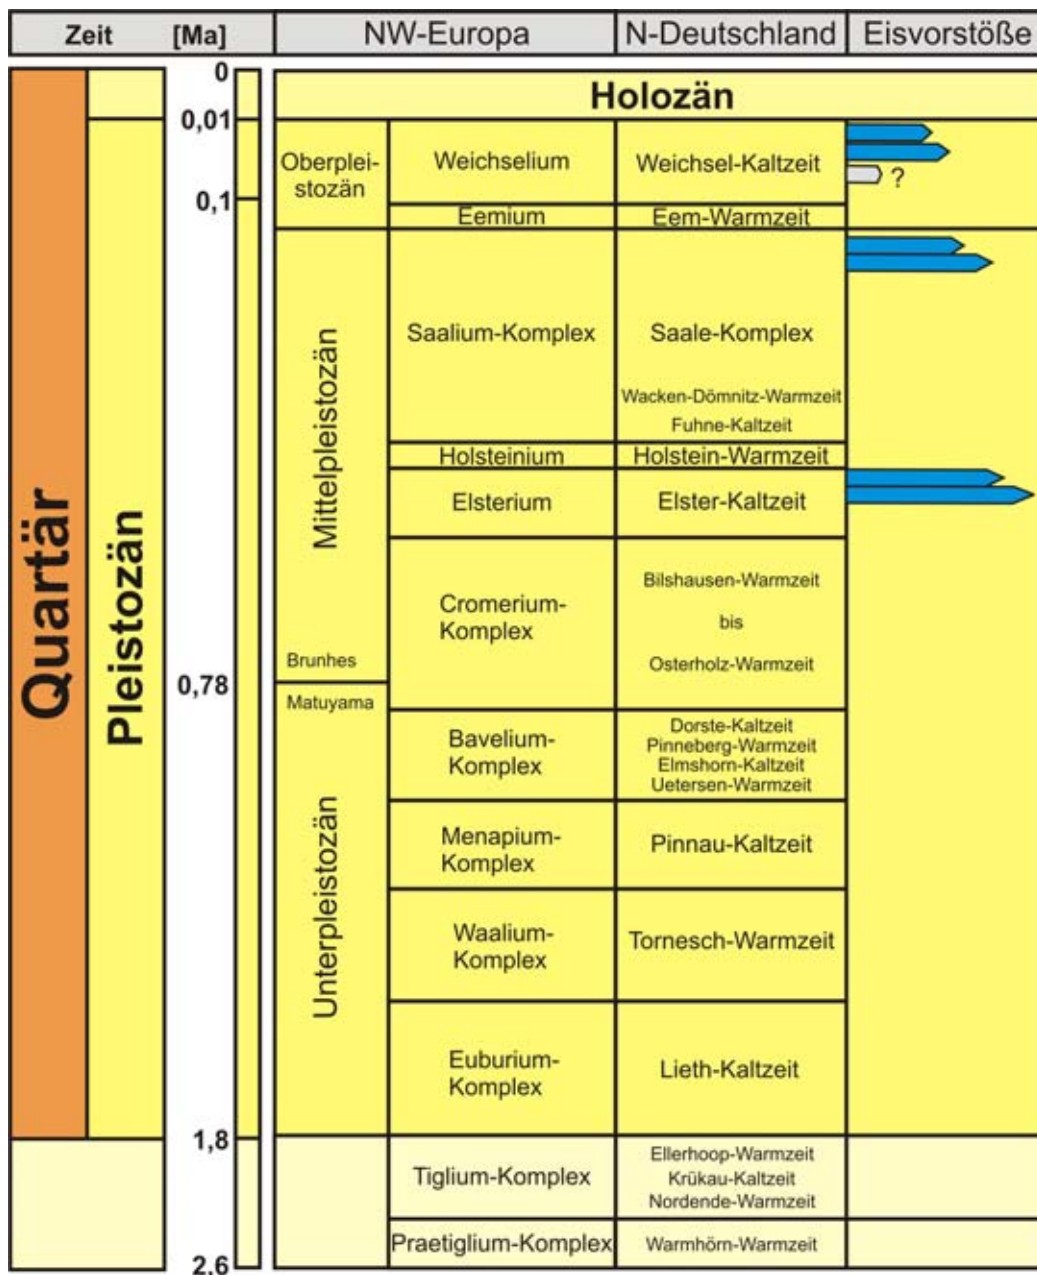 Zeit [Ma] NW-Europa N-Deutschland Eisvorstöße
0
Holozän
0,01
Oberplei-
stozän
Weichselium
Weichsel-Kaltzeit
?
0,1
Eemium
Eem-Warmzeit
Mittelpleistozän
Saalium-Komplex
Saale-Komplex
Wacken-Dömnitz-Warmzeit
Fuhne-Kaltzeit
Holsteinium
Holstein-Warmzeit
Elsterium
Elster-Kaltzeit
Quartär
Pleistozän
Cromerium-
Komplex
Bilshausen-Warmzeit
bis
Osterholz-Warmzeit
Brunhes
0,78
Matuyama
Unterpleistozän
Bavelium-
Komplex
Dorste-Kaltzeit
Pinneberg-Warmzeit
Elmshorn-Kaltzeit
Uetersen-Warmzeit
Menapium-
Komplex
Pinnau-Kaltzeit
Waalium-
Komplex
Tornesch-Warmzeit
Euburium-
Komplex
Lieth-Kaltzeit
1,8
Tiglium-Komplex
Ellerhoop-Warmzeit
Krükau-Kaltzeit
Nordende-Warmzeit
Praetiglium-Komplex
Warmhörn-Warmzeit
2,6